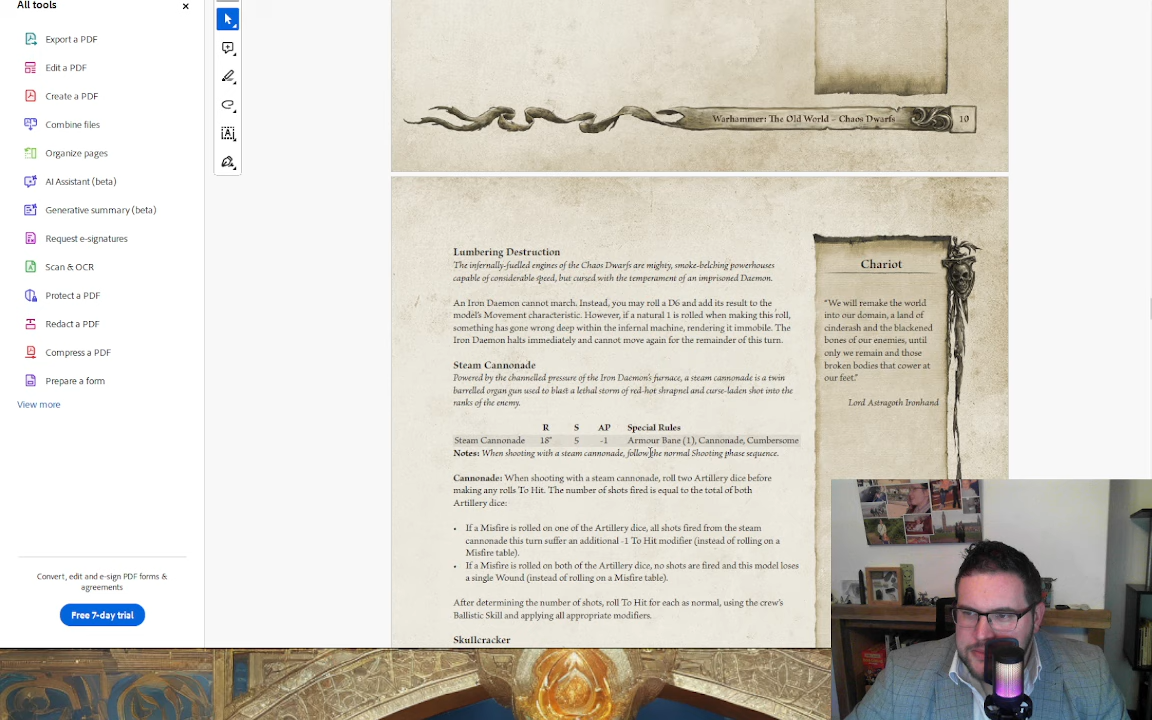 All tools
Export a PDF
Edit a PDF
Create a PDF
Combine files
Organize pages
AI Assistant (beta)
Generative summary (beta)
Request e-signatures
Scan & OCR
Protect a PDF
Redact a PDF
Compress a PDF
Prepare a form
View more
Convert, edit and e-sign PDF forms &
agreements
Free 7-day trial
Warhammer: The Old World – Chaos Dwarfs
10
Lumbering Destruction
The infernally-fuelled engines of the Chaos Dwarfs are mighty, smoke-belching powerhouses
capable of considerable speed, but cursed with the temperament of an imprisoned Daemon.
An Iron Daemon cannot march. Instead, you may roll a D6 and add its result to the
model's Movement characteristic. However, if a natural 1 is rolled when making this roll,
something has gone wrong deep within the infernal machine, rendering it immobile. The
Iron Daemon halts immediately and cannot move again for the remainder of this turn.
Steam Cannonade
Powered by the channelled pressure of the Iron Daemon's furnace, a steam cannonade is a twin
barrelled organ gun used to blast a lethal storm of red-hot shrapnel and curse-laden shot into the
ranks of the enemy.
R S AP Special Rules
Steam Cannonade 18" 5 -1 Armour Bane (1), Cannonade, Cumbersome
Notes: When shooting with a steam cannonade, follow the normal Shooting phase sequence.
Cannonade: When shooting with a steam cannonade, roll two Artillery dice before
making any rolls To Hit. The number of shots fired is equal to the total of both
Artillery dice:
• If a Misfire is rolled on one of the Artillery dice, all shots fired from the steam
cannonade this turn suffer an additional -1 To Hit modifier (instead of rolling on a
Misfire table).
• If a Misfire is rolled on both of the Artillery dice, no shots are fired and this model loses
a single Wound (instead of rolling on a Misfire table).
After determining the number of shots, roll To Hit for each as normal, using the crew's
Ballistic Skill and applying all appropriate modifiers.
Skullcracker
Chariot
"We will remake the world
into our domain, a land of
cinderash and the blackened
bones of our enemies, until
only we remain and those
broken bodies that cower at
our feet."
Lord Astragoth Ironhand